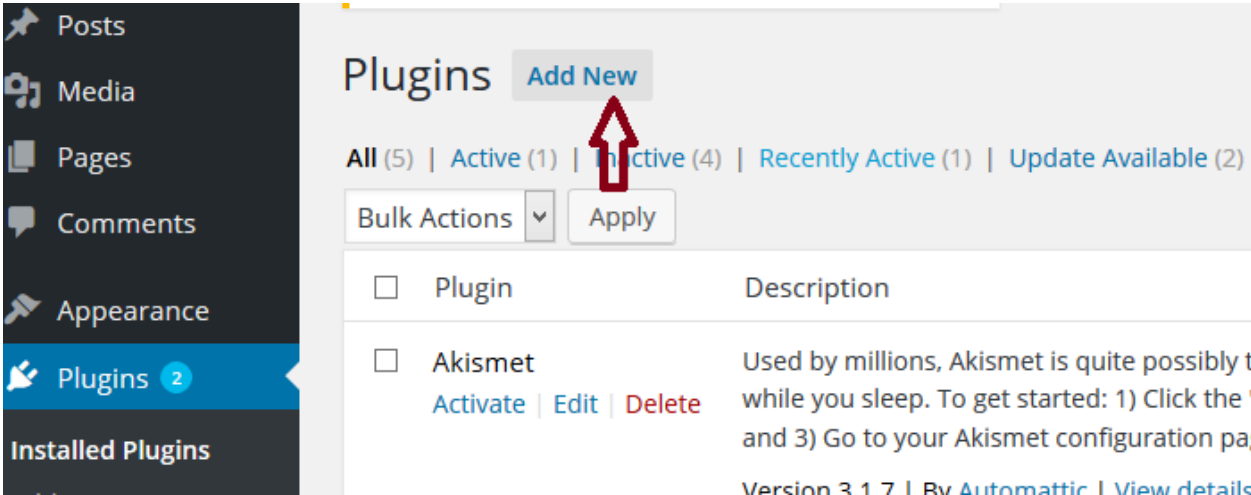 Posts
Media
Pages
Comments
Appearance
Plugins 2
Installed Plugins
Plugins Add New
All (5) | Active (1) | Inactive (4) | Recently Active (1) | Update Available (2)
Bulk Actions Apply
Plugin Description
Akismet
Activate | Edit | Delete
Used by millions, Akismet is quite possibly
while you sleep. To get started: 1) Click the
and 3) Go to your Akismet configuration
Version 3.1.7 | By Automattic | View details